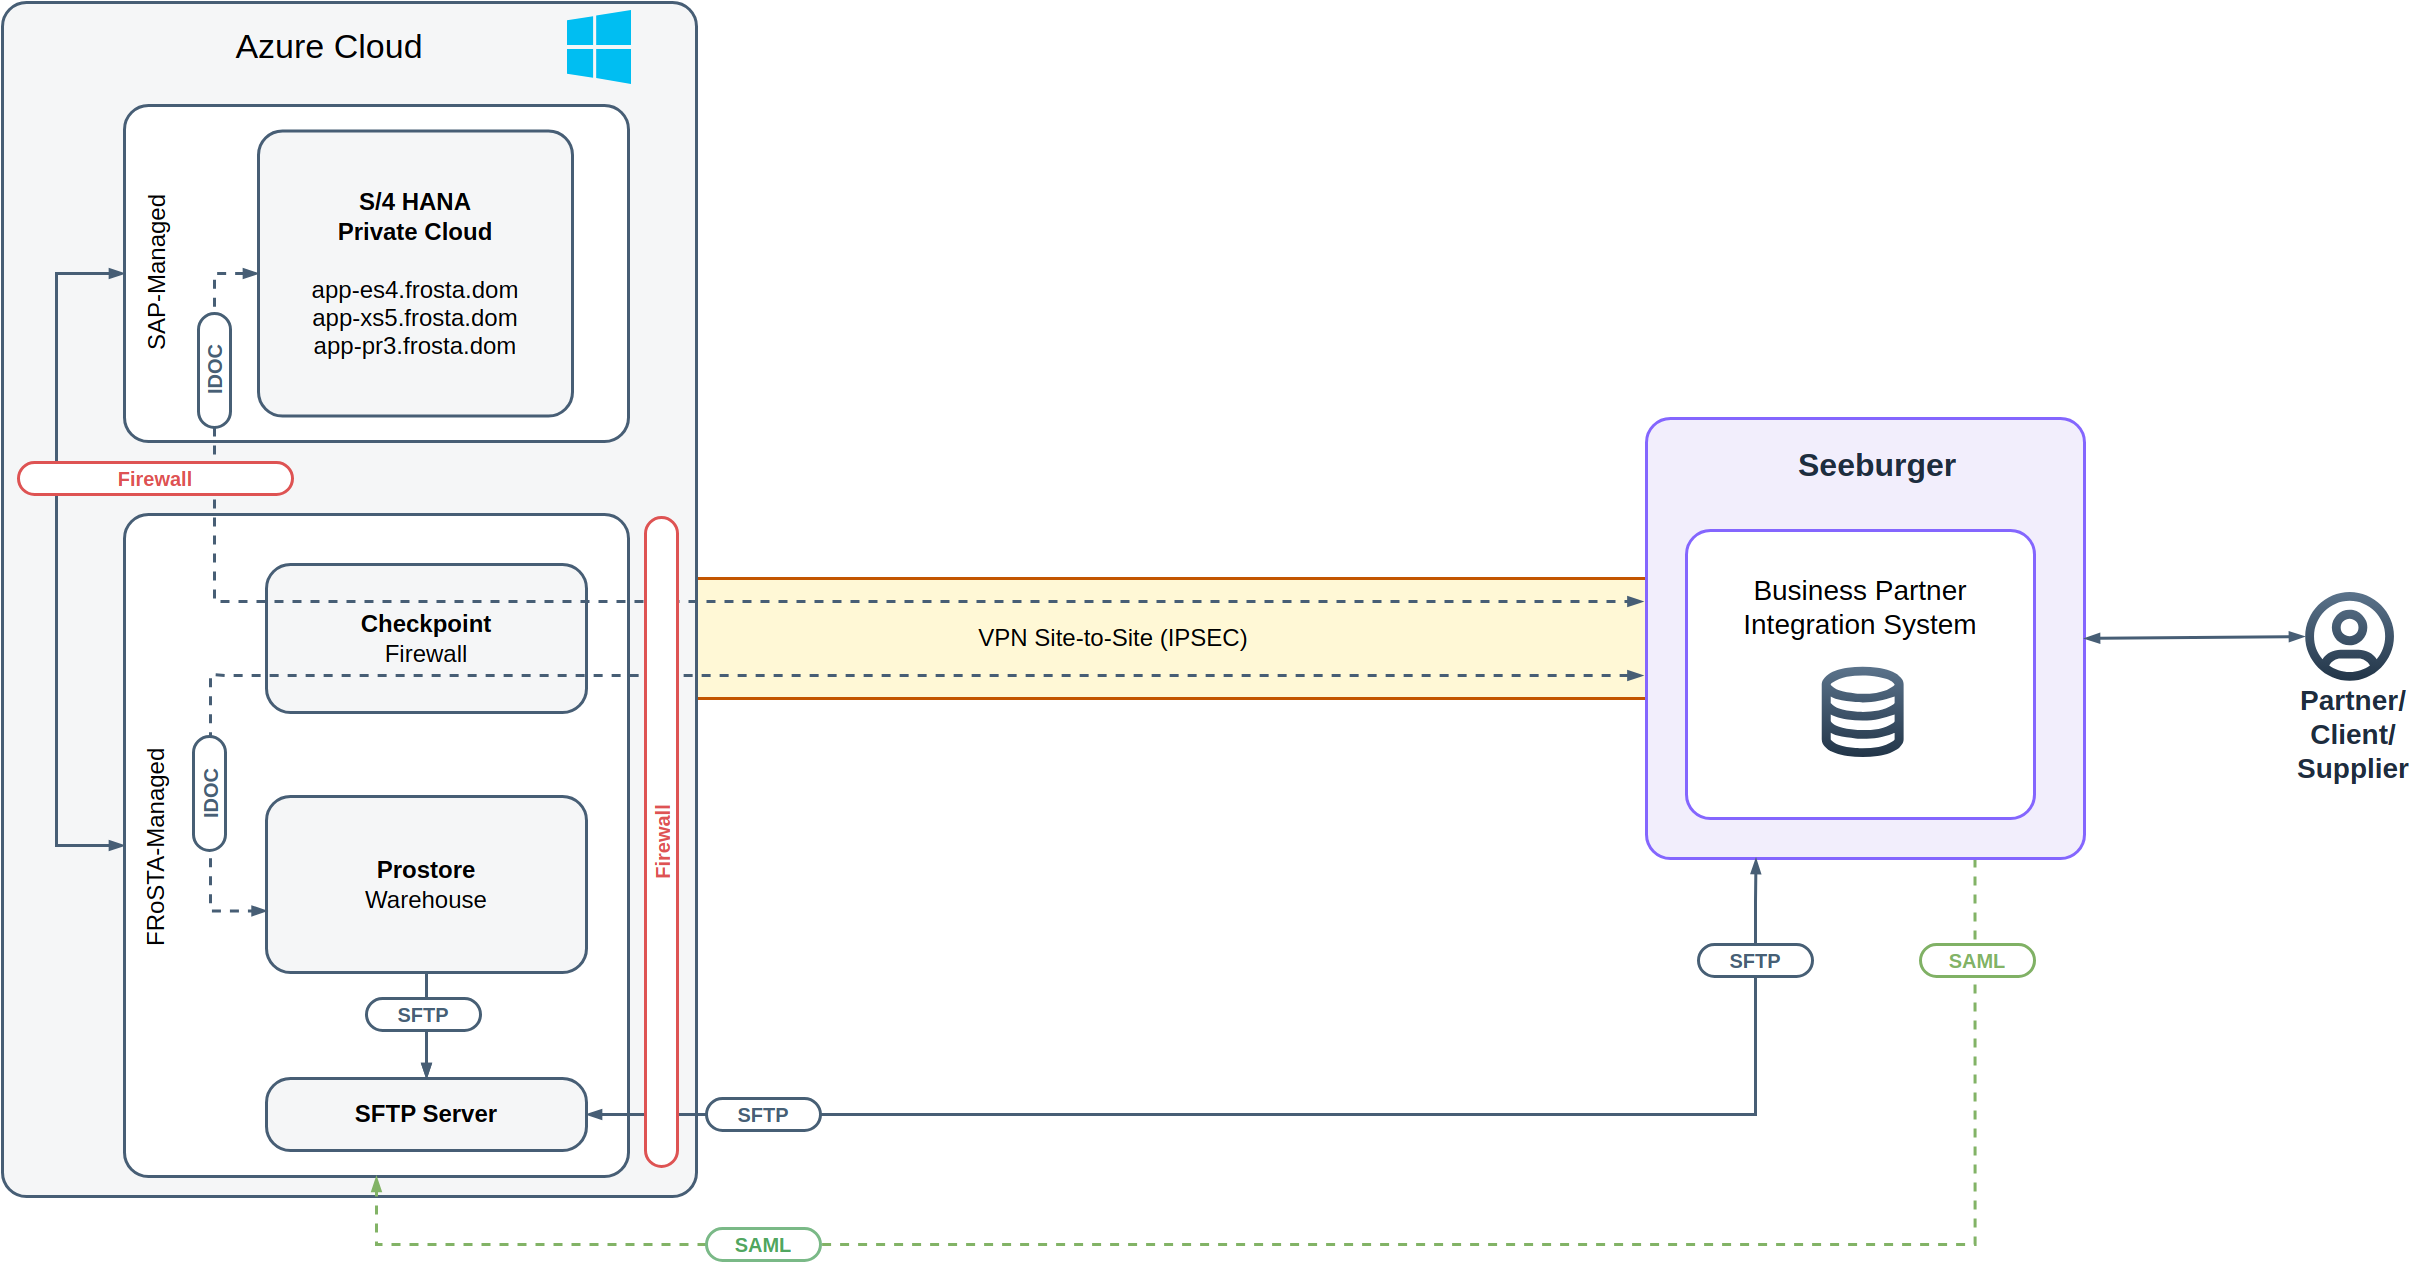 Azure Cloud
SAP-Managed
S/4 HANA
Private Cloud
app-es4.frosta.dom
app-xs5.frosta.dom
app-pr3.frosta.dom
IDOC
Firewall
FRoSTA-Managed
Checkpoint
Firewall
IDOC
Prostore
Warehouse
SFTP
SFTP Server
Firewall
VPN Site-to-Site (IPSEC)
Seeburger
Business Partner
Integration System
Partner/
Client/
Supplier
SFTP
SAML
SFTP
SAML